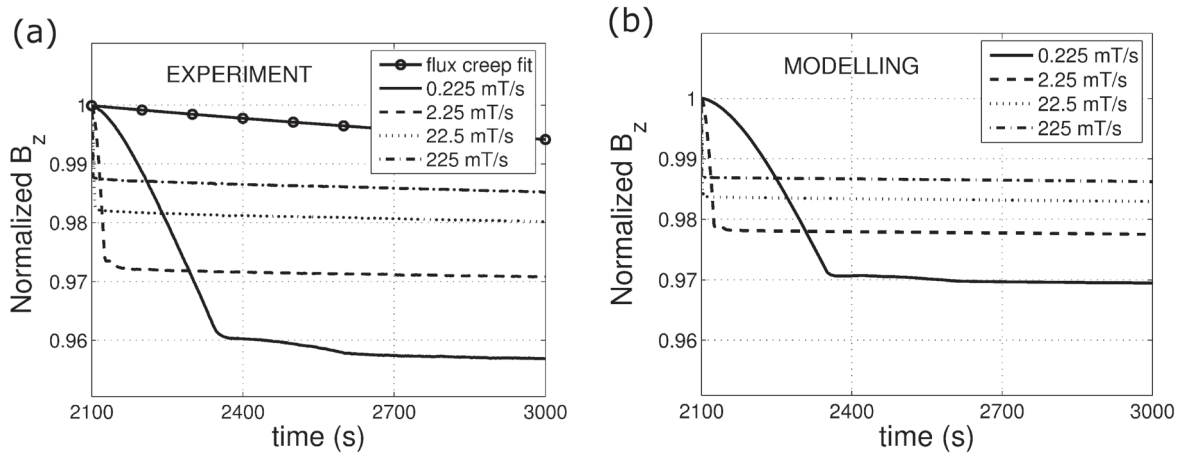 (a)
EXPERIMENT
flux creep fit
0.225 mT/s
2.25 mT/s
22.5 mT/s
225 mT/s
Normalized B_z
1
0.99
0.98
0.97
0.96
2100
2400
2700
3000
time (s)
(b)
MODELLING
0.225 mT/s
2.25 mT/s
22.5 mT/s
225 mT/s
Normalized B_z
1
0.99
0.98
0.97
0.96
2100
2400
2700
3000
time (s)